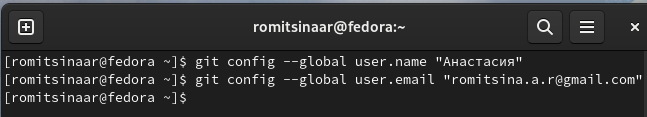 romitsinaar@fedora:~
[romitsinaar@fedora ~]$ git config --global user.name "Анастасия"
[romitsinaar@fedora ~]$ git config --global user.email "romitsina.a.r@gmail.com"
[romitsinaar@fedora ~]$